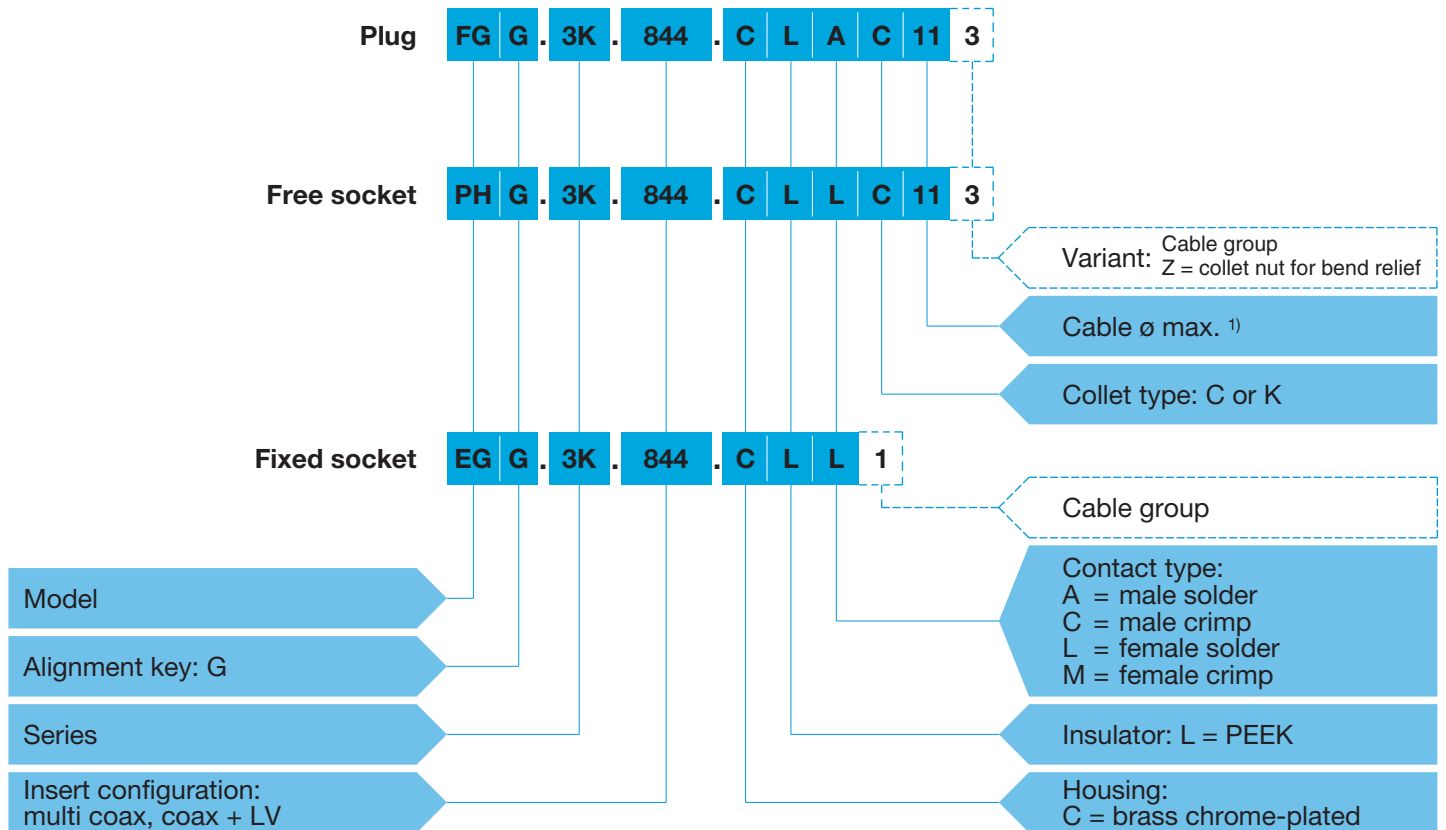 Plug FG G . 3K . 844 . C L A C 11 3
Free socket PH G . 3K . 844 . C L L C 11 3
Variant: Cable group
Z = collet nut for bend relief
Cable ø max. 1)
Collet type: C or K
Fixed socket EG G . 3K . 844 . C L L 1
Cable group
Contact type:
A = male solder
C = male crimp
L = female solder
M = female crimp
Model
Alignment key: G
Series
Insulator: L = PEEK
Insert configuration:
multi coax, coax + LV
Housing:
C = brass chrome-plated